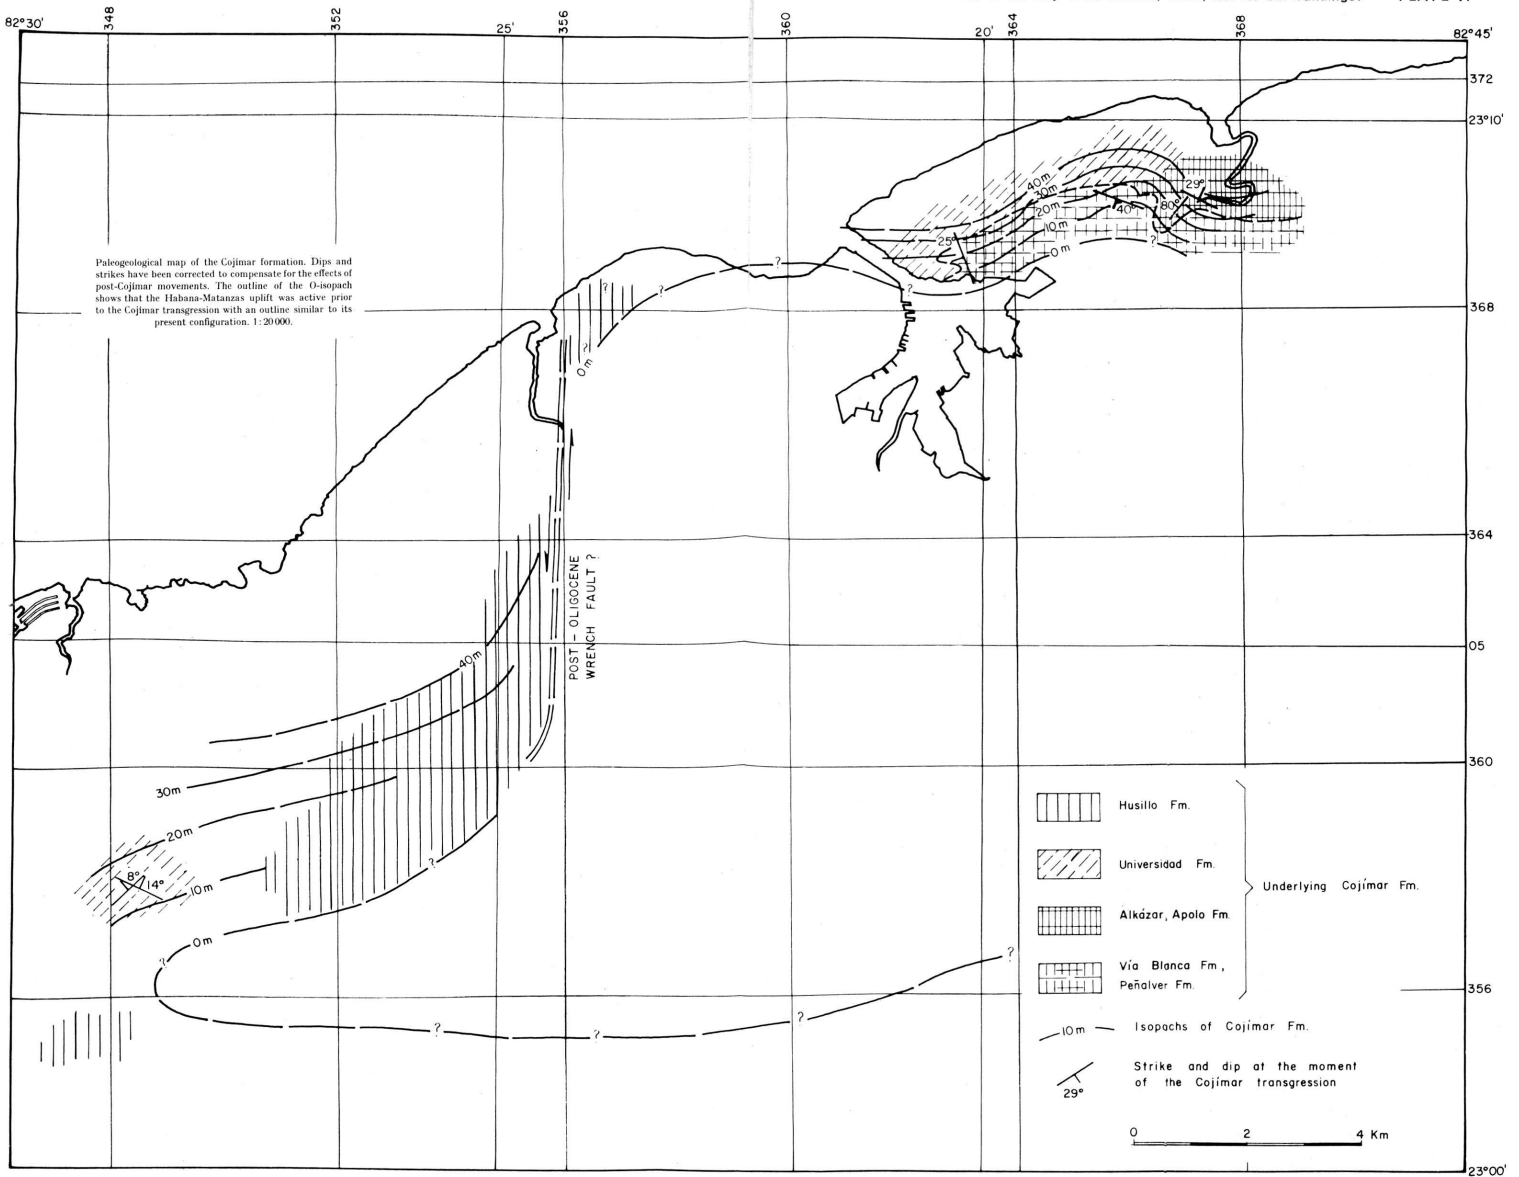 PLATE
82°30'
348
352
25'
356
360
20'
364
368
82°45'
372
23°10'
Paleogeological map of the Cojímar formation. Dips and
strikes have been corrected to compensate for the effects of
post-Cojímar movements. The outline of the O-isopach
shows that the Habana-Matanzas uplift was active prior
to the Cojímar transgression with an outline similar to its
present configuration. 1:20000.
40m
30m
20m
10m
0m
29°
80°
40°
25°
?
?
?
?
?
?
0m
368
364
POST – OLIGOCENE
WRENCH FAULT ?
05
40m
360
30m
20m
8°
14°
10m
?
0m
?
?
?
?
?
356
Husillo Fm.
Universidad Fm.
Underlying Cojímar Fm.
Alkázar, Apolo Fm.
Vía Blanca Fm,
Peñalver Fm.
10m
Isopachs of Cojímar Fm.
Strike and dip at the moment
of the Cojímar transgression
29°
0 2 4 Km
23°00'